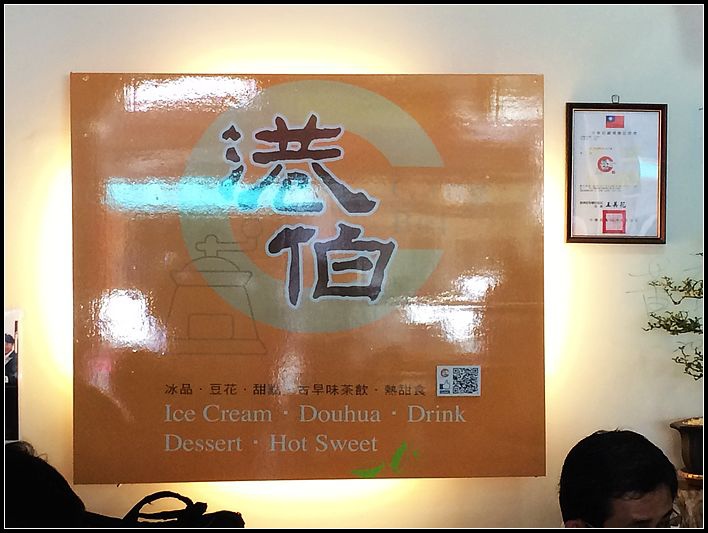 港
伯
冰品·豆花·甜點·古早味茶飲·熱甜食
Ice Cream · Douhua · Drink
Dessert · Hot Sweet